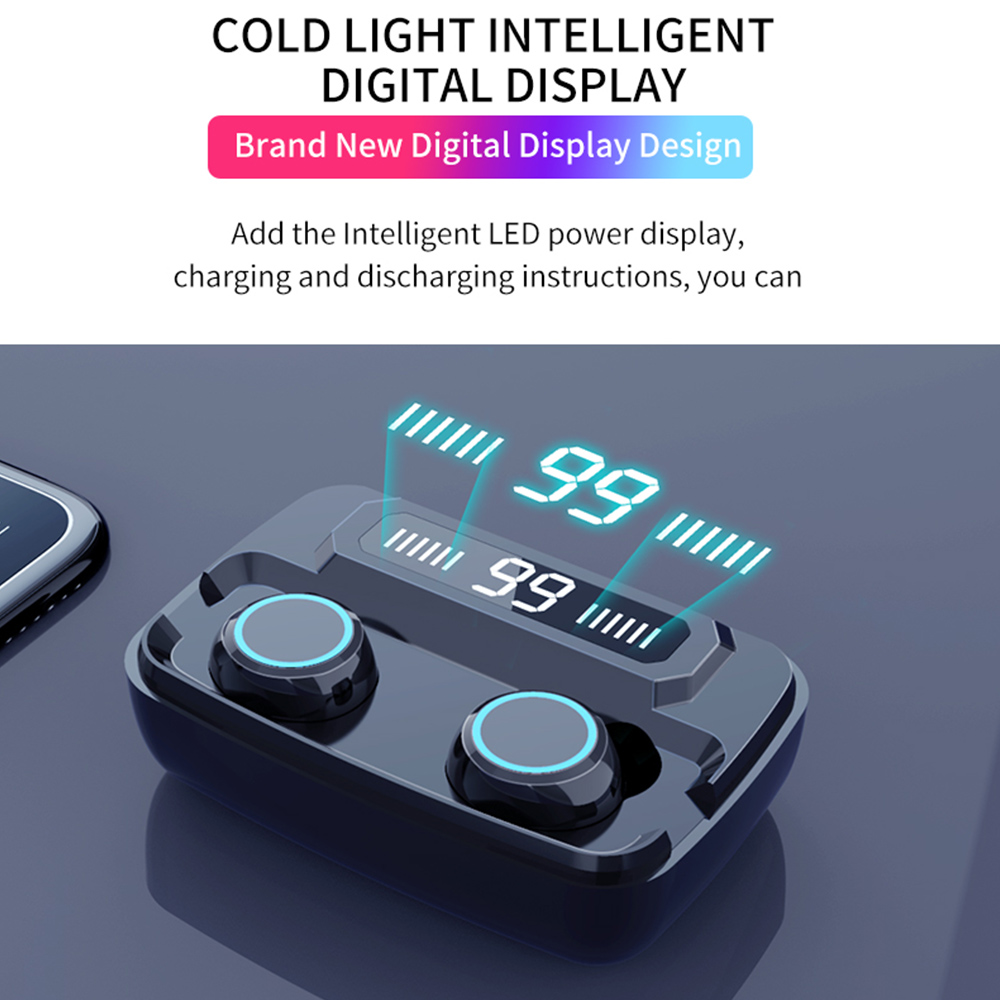 COLD LIGHT INTELLIGENT
DIGITAL DISPLAY
Brand New Digital Display Design
Add the Intelligent LED power display,
charging and discharging instructions, you can
99
99